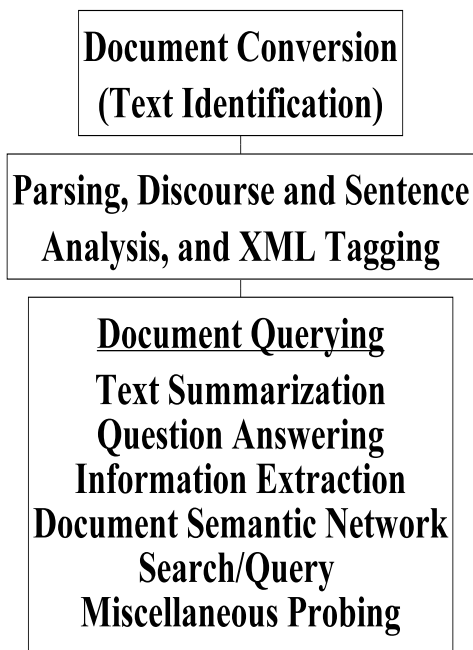 Document Conversion
(Text Identification)
Parsing, Discourse and Sentence
Analysis, and XML Tagging
Document Querying
Text Summarization
Question Answering
Information Extraction
Document Semantic Network
Search/Query
Miscellaneous Probing